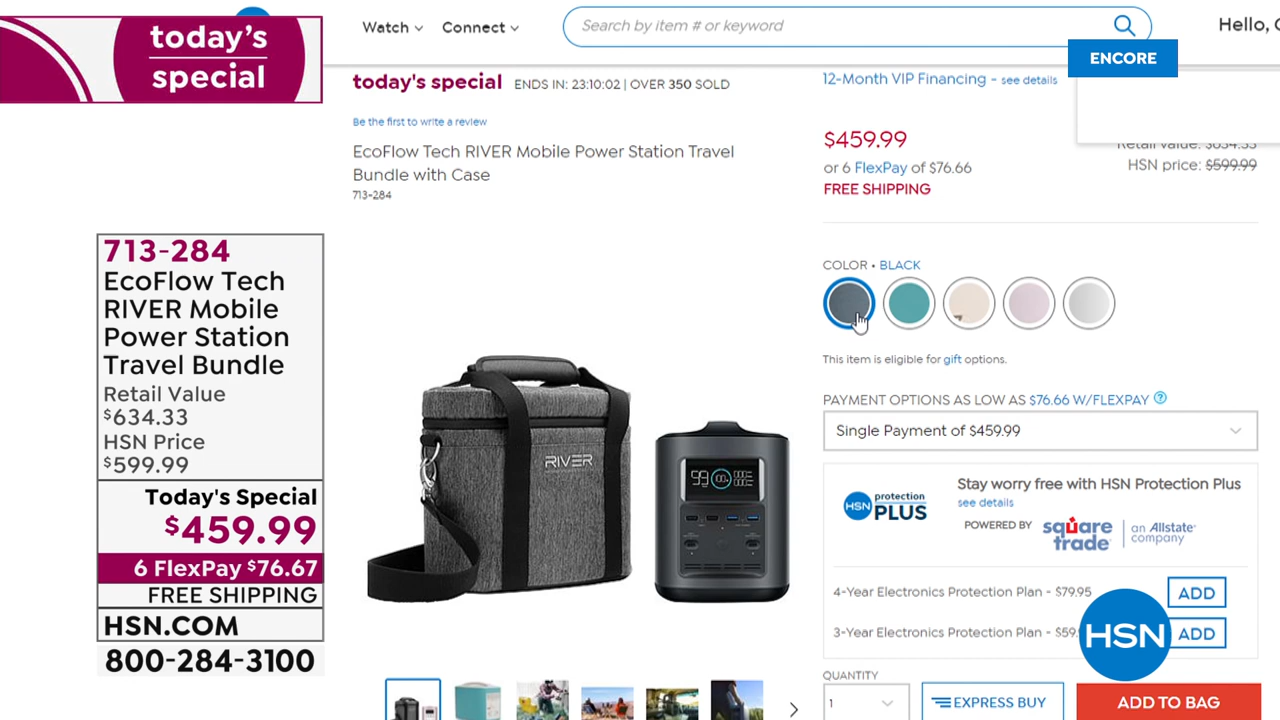 today's
special
Watch
Connect
Search by item # or keyword
Hello,
ENCORE
today's special ENDS IN: 23:10:02 | OVER 350 SOLD
Be the first to write a review
EcoFlow Tech RIVER Mobile Power Station Travel
Bundle with Case
713-284
12-Month VIP Financing - see details
$459.99
or 6 FlexPay of $76.66
FREE SHIPPING
Retail value: $634.33
HSN price: $599.99
713-284
EcoFlow Tech
RIVER Mobile
Power Station
Travel Bundle
Retail Value
$634.33
HSN Price
$599.99
Today's Special
$459.99
6 FlexPay $76.67
FREE SHIPPING
HSN.COM
800-284-3100
RIVER
99
100
COLOR • BLACK
This item is eligible for gift options.
PAYMENT OPTIONS AS LOW AS $76.66 W/FLEXPAY ?
Single Payment of $459.99
HSN protection PLUS
Stay worry free with HSN Protection Plus
see details
POWERED BY square trade | an Allstate company
4-Year Electronics Protection Plan - $79.95 ADD
3-Year Electronics Protection Plan - $59. ADD
HSN
QUANTITY
1
EXPRESS BUY
ADD TO BAG